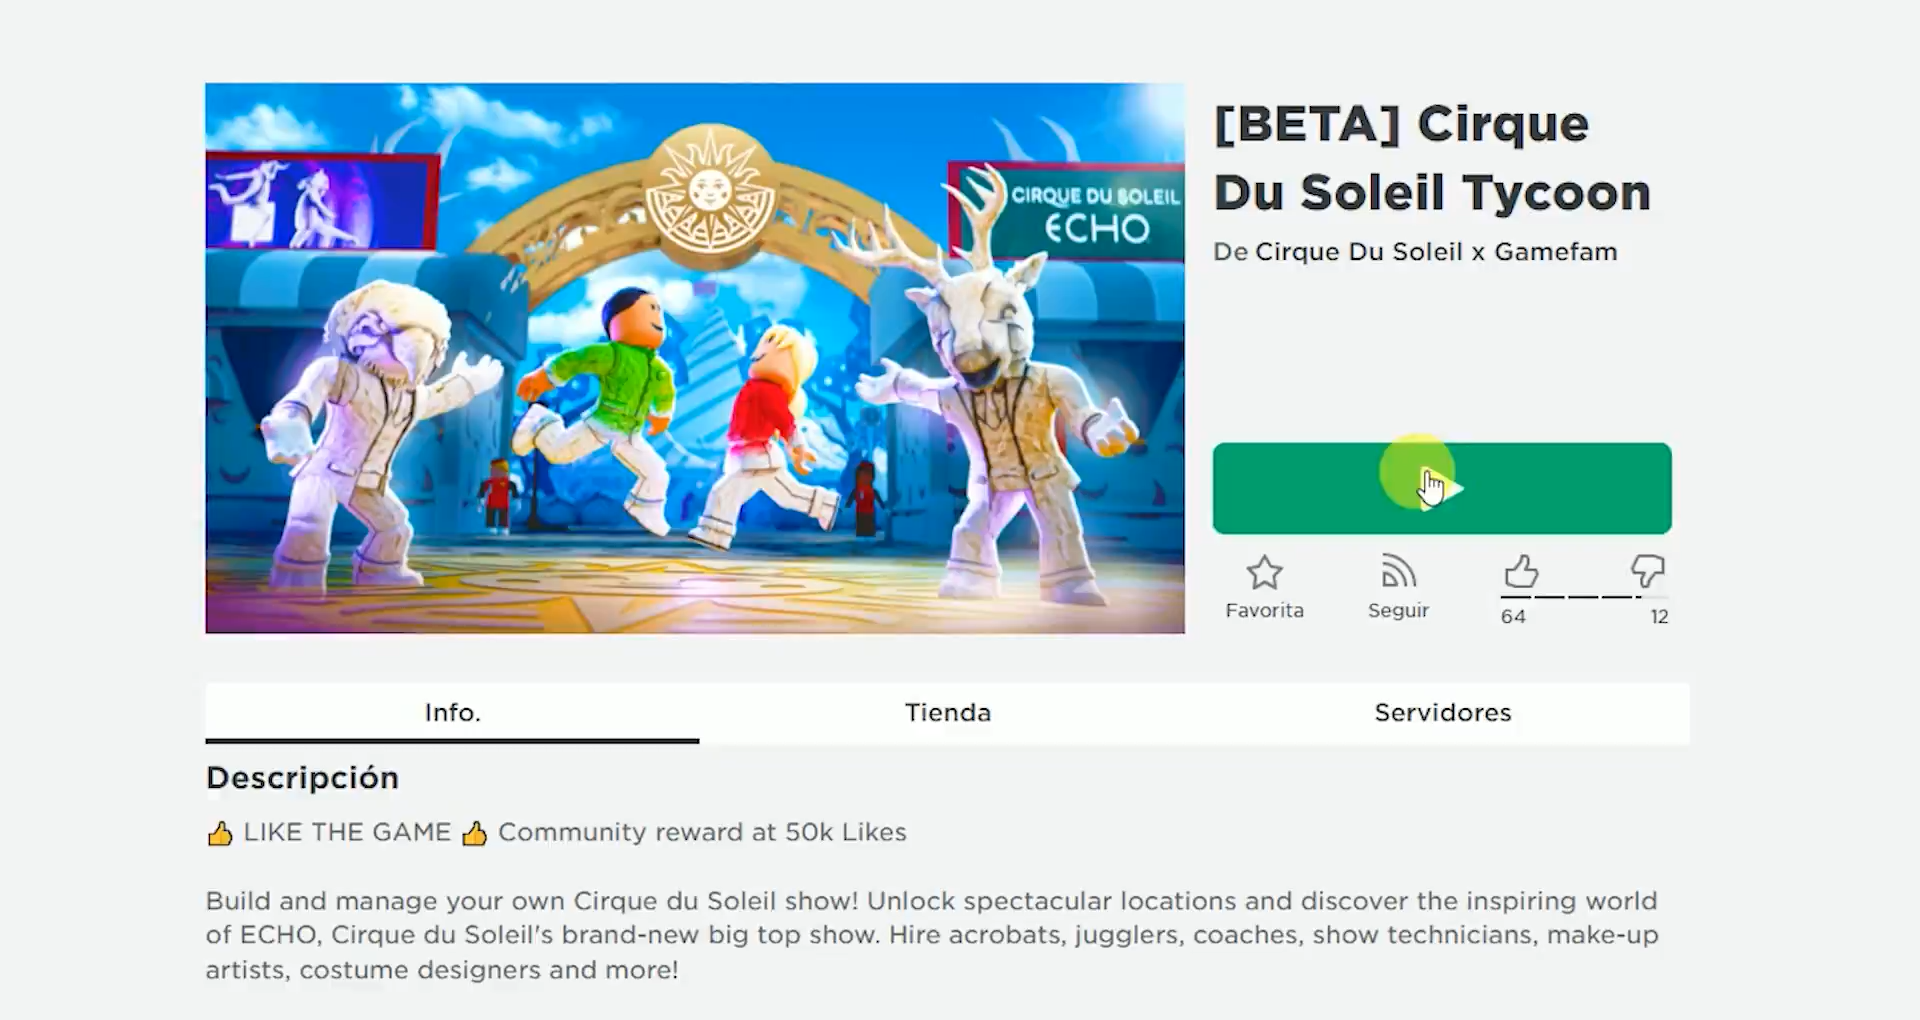 CIRQUE DU SOLEIL
ECHO
[BETA] Cirque
Du Soleil Tycoon
De Cirque Du Soleil x Gamefam
Favorita
Seguir
64
12
Info.
Tienda
Servidores
Descripción
👍 LIKE THE GAME 👍 Community reward at 50k Likes
Build and manage your own Cirque du Soleil show! Unlock spectacular locations and discover the inspiring world
of ECHO, Cirque du Soleil's brand-new big top show. Hire acrobats, jugglers, coaches, show technicians, make-up
artists, costume designers and more!